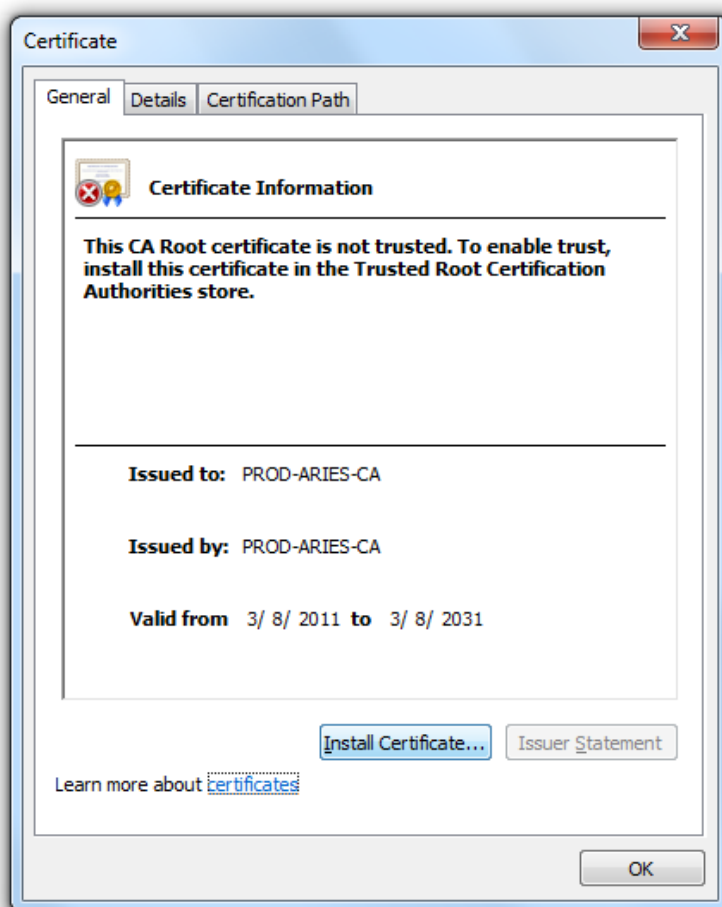 Certificate
General
Details
Certification Path
Certificate Information
This CA Root certificate is not trusted. To enable trust,
install this certificate in the Trusted Root Certification
Authorities store.
Issued to: PROD-ARIES-CA
Issued by: PROD-ARIES-CA
Valid from 3/ 8/ 2011 to 3/ 8/ 2031
Install Certificate...
Issuer Statement
Learn more about certificates
OK